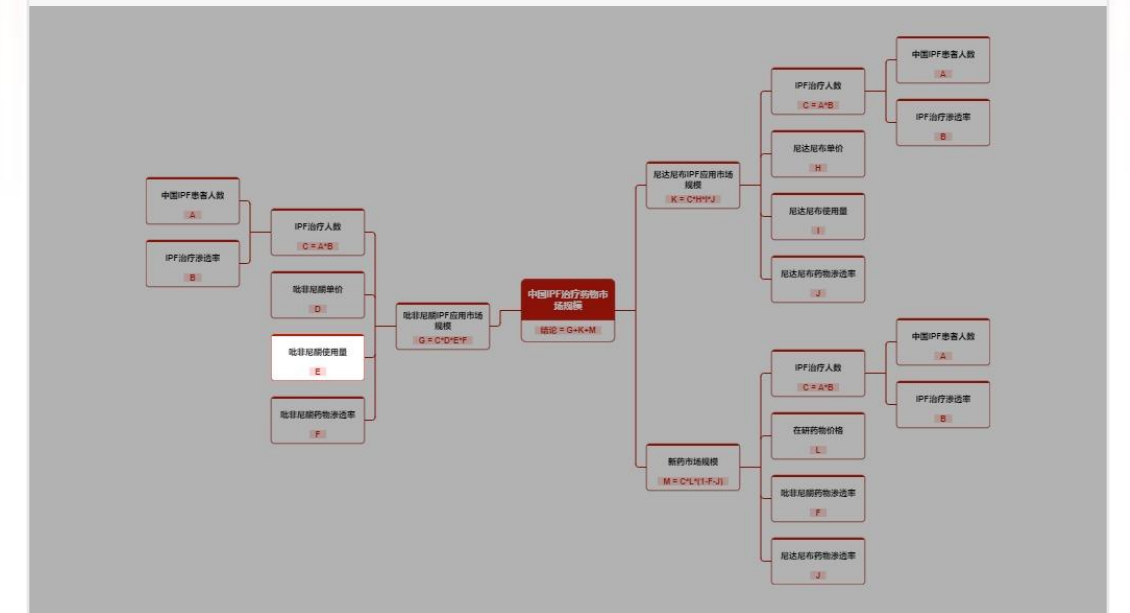 中国IPF患者人数
A
IPF治疗渗透率
B
IPF治疗人数
C = A*B
吡非尼酮单价
D
吡非尼酮使用量
E
吡非尼酮药物渗透率
F
吡非尼酮IPF应用市场
规模
G = C*D*E*F
中国IPF治疗药物市
场规模
结论 = G+K+M
尼达尼布IPF应用市场
规模
K = C*H*I*J
IPF治疗人数
C = A*B
中国IPF患者人数
A
IPF治疗渗透率
B
尼达尼布单价
H
尼达尼布使用量
I
尼达尼布药物渗透率
J
新药市场规模
M = C*L*(1-F-J)
IPF治疗人数
C = A*B
中国IPF患者人数
A
IPF治疗渗透率
B
在研药物价格
L
吡非尼酮药物渗透率
F
尼达尼布药物渗透率
J